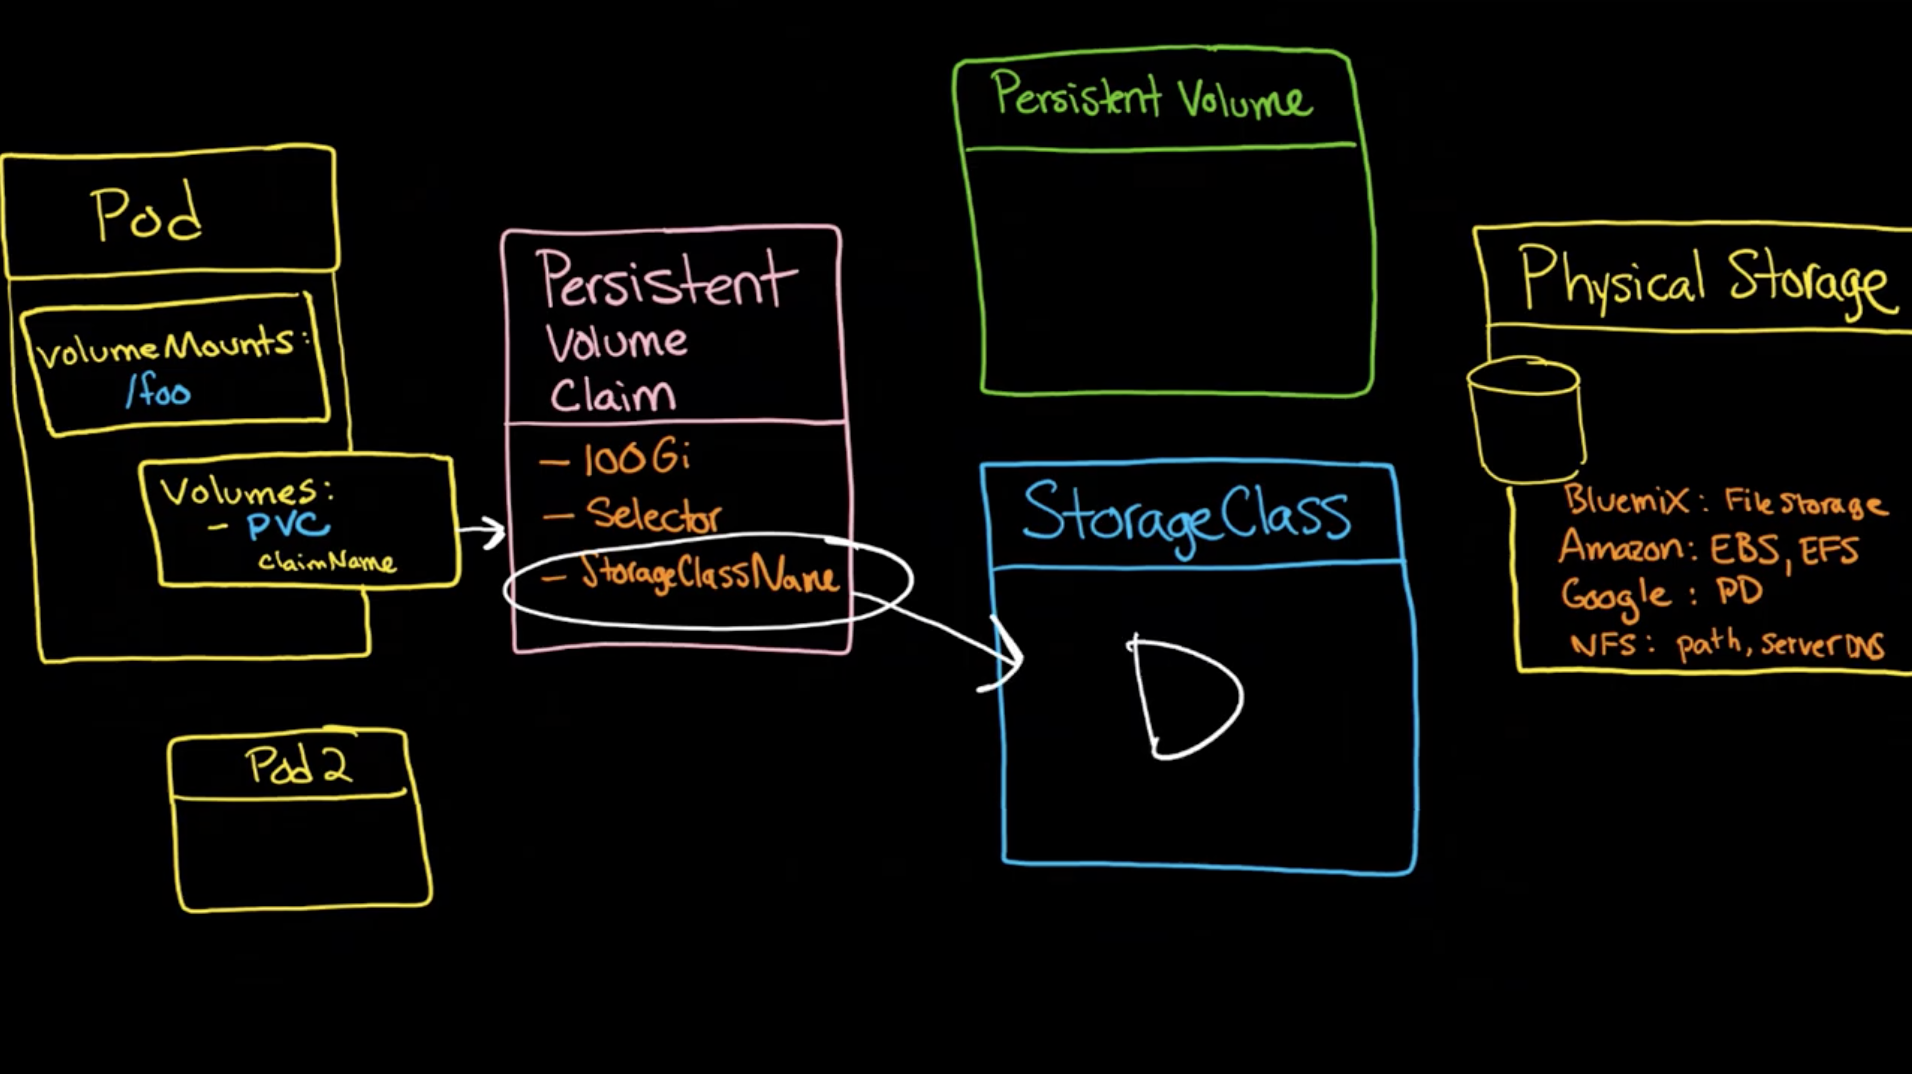 Pod
volumeMounts:
/foo
Volumes:
- PVC
claimName
Pod 2
Persistent
Volume
Claim
- 100Gi
- Selector
- StorageClassName
Persistent Volume
StorageClass
D
Physical Storage
Bluemix: File Storage
Amazon: EBS, EFS
Google: PD
NFS: path, serverDNS